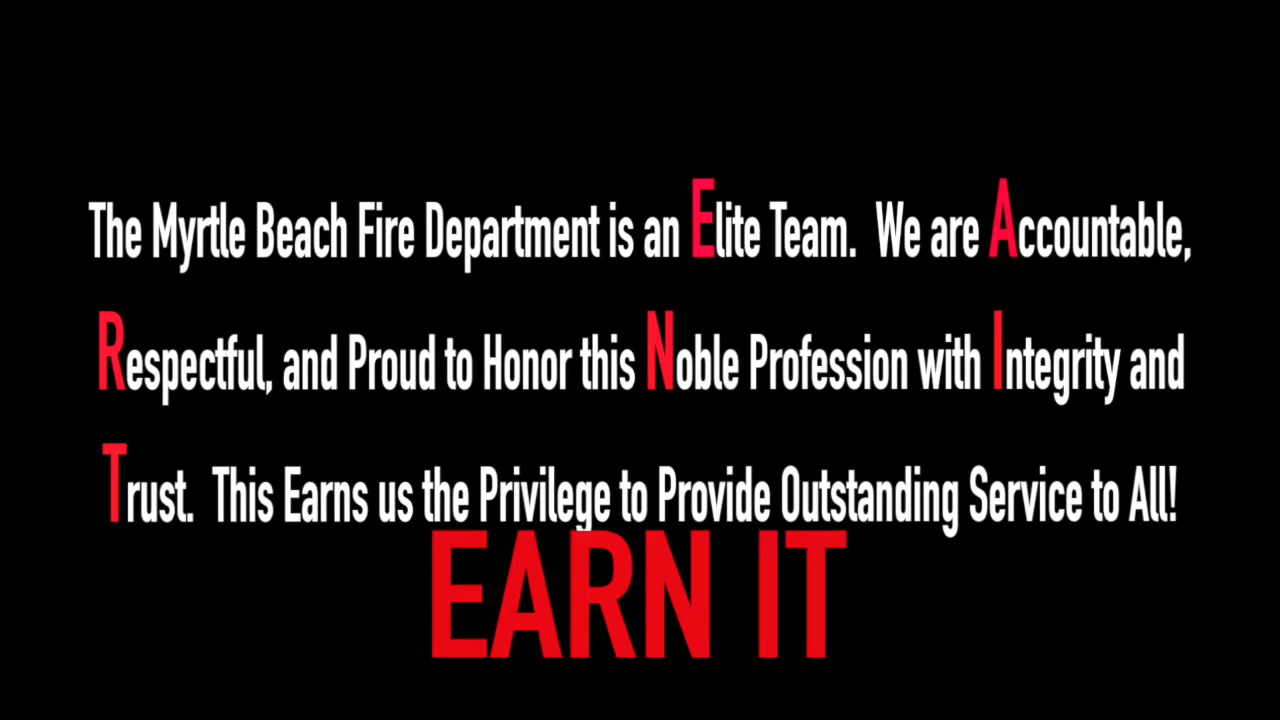 The Myrtle Beach Fire Department is an Elite Team. We are Accountable,
Respectful, and Proud to Honor this Noble Profession with Integrity and
Trust. This Earns us the Privilege to Provide Outstanding Service to All!
EARN IT